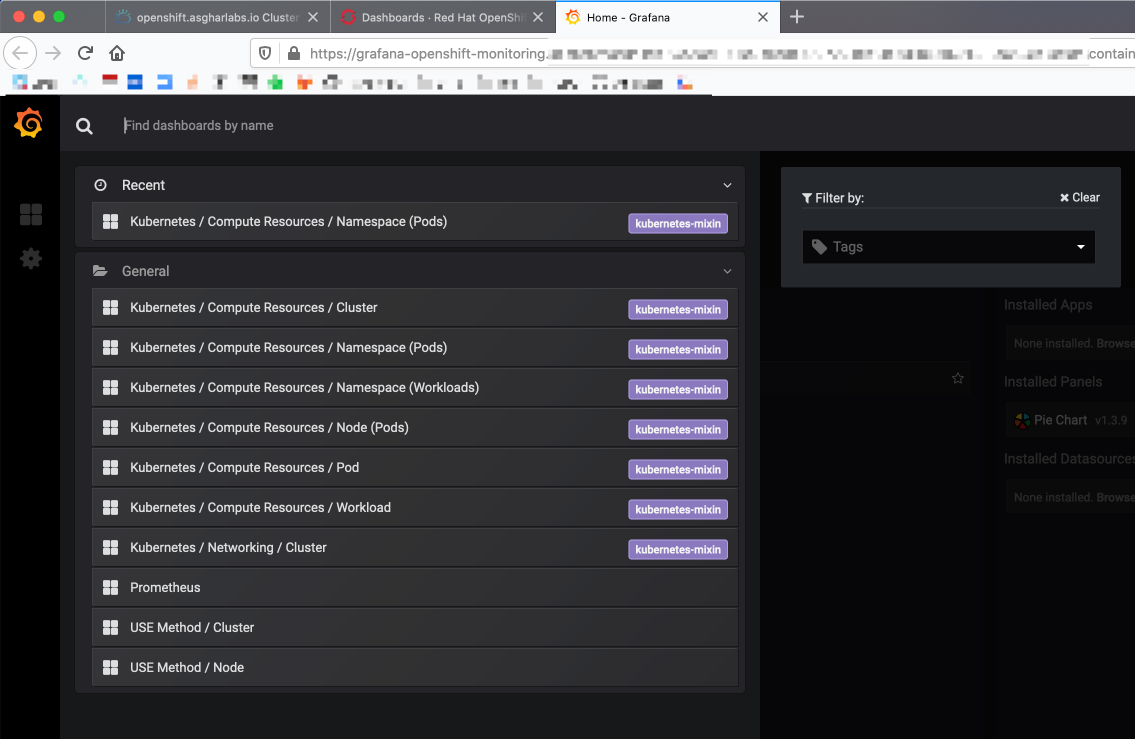 openshift.asgharlabs.io Cluster
Dashboards · Red Hat OpenShi
Home - Grafana
https://grafana-openshift-monitoring.
contain
Find dashboards by name
Recent
Kubernetes / Compute Resources / Namespace (Pods) kubernetes-mixin
General
Kubernetes / Compute Resources / Cluster kubernetes-mixin
Kubernetes / Compute Resources / Namespace (Pods) kubernetes-mixin
Kubernetes / Compute Resources / Namespace (Workloads) kubernetes-mixin
Kubernetes / Compute Resources / Node (Pods) kubernetes-mixin
Kubernetes / Compute Resources / Pod kubernetes-mixin
Kubernetes / Compute Resources / Workload kubernetes-mixin
Kubernetes / Networking / Cluster kubernetes-mixin
Prometheus
USE Method / Cluster
USE Method / Node
Filter by: Clear
Tags
Installed Apps
None installed. Browse
Installed Panels
Pie Chart v1.3.9
Installed Datasources
None installed. Browse